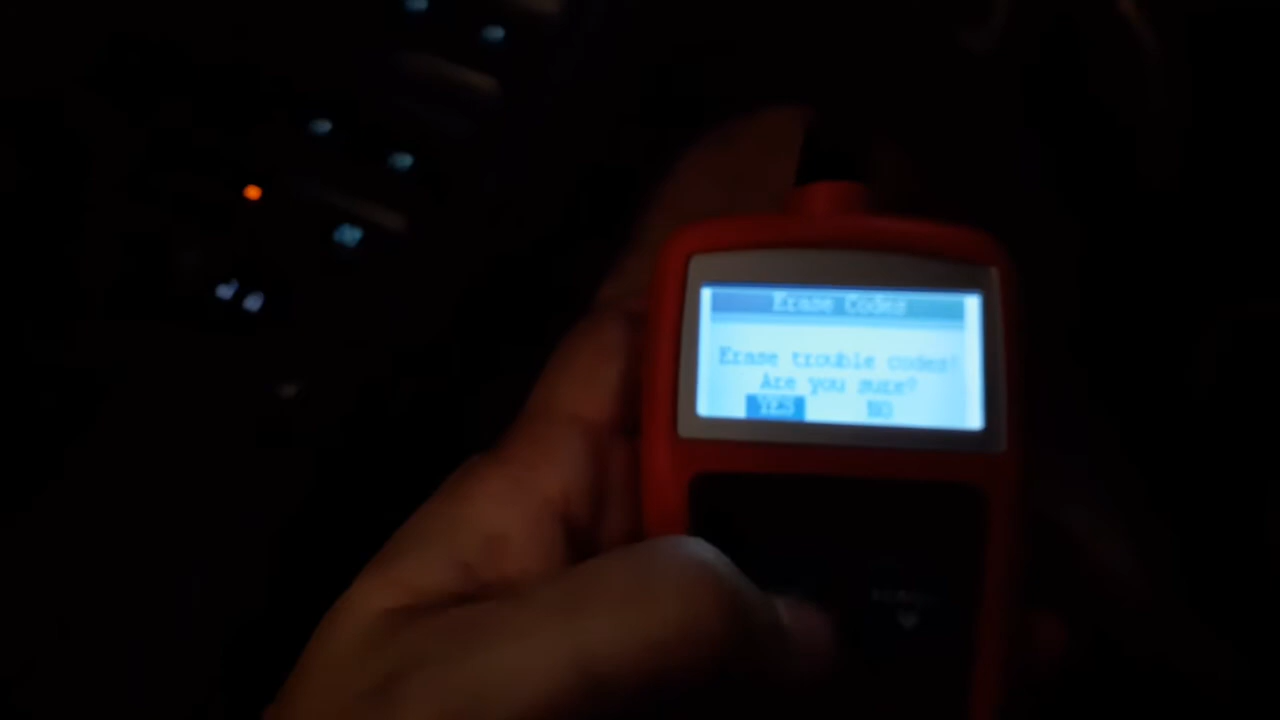 Erase Codes
Erase trouble codes?
Are you sure?
YES NO